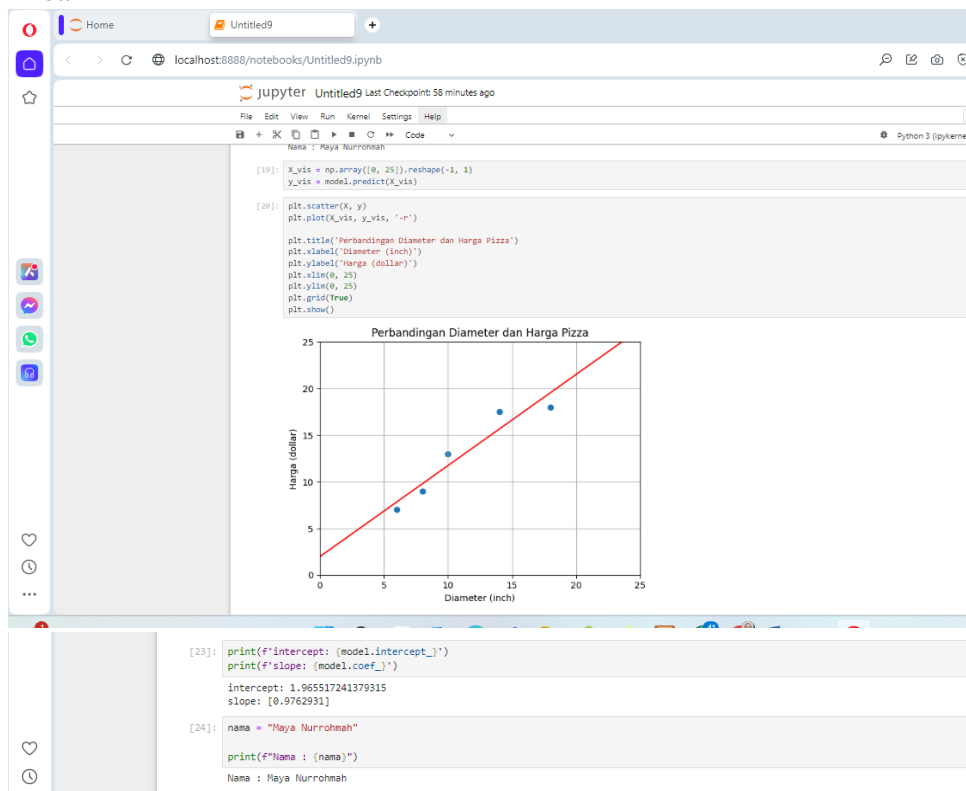 Home
Untitled9
localhost:8888/notebooks/Untitled9.ipynb
jupyter Untitled9 Last Checkpoint: 58 minutes ago
File Edit View Run Kernel Settings Help
Code
Python 3 (ipykerne
Nama : Maya Nurrohmah
[19]: X_vis = np.array([0, 25]).reshape(-1, 1)
y_vis = model.predict(X_vis)
[20]: plt.scatter(X, y)
plt.plot(X_vis, y_vis, '-r')
plt.title('Perbandingan Diameter dan Harga Pizza')
plt.xlabel('Diameter (inch)')
plt.ylabel('Harga (dollar)')
plt.xlim(0, 25)
plt.ylim(0, 25)
plt.grid(True)
plt.show()
Perbandingan Diameter dan Harga Pizza
25
20
15
10
5
0
Harga (dollar)
0 5 10 15 20 25
Diameter (inch)
[23]: print(f'intercept: {model.intercept_}')
print(f'slope: {model.coef_}')
intercept: 1.965517241379315
slope: [0.9762931]
[24]: nama = "Maya Nurrohmah"
print(f"Nama : {nama}")
Nama : Maya Nurrohmah